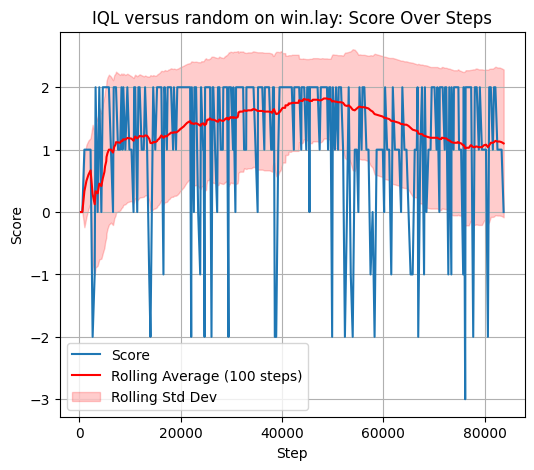 IQL versus random on win.lay: Score Over Steps
Score
2
1
0
−1
−2
−3
Score
Rolling Average (100 steps)
Rolling Std Dev
0
20000
40000
60000
80000
Step